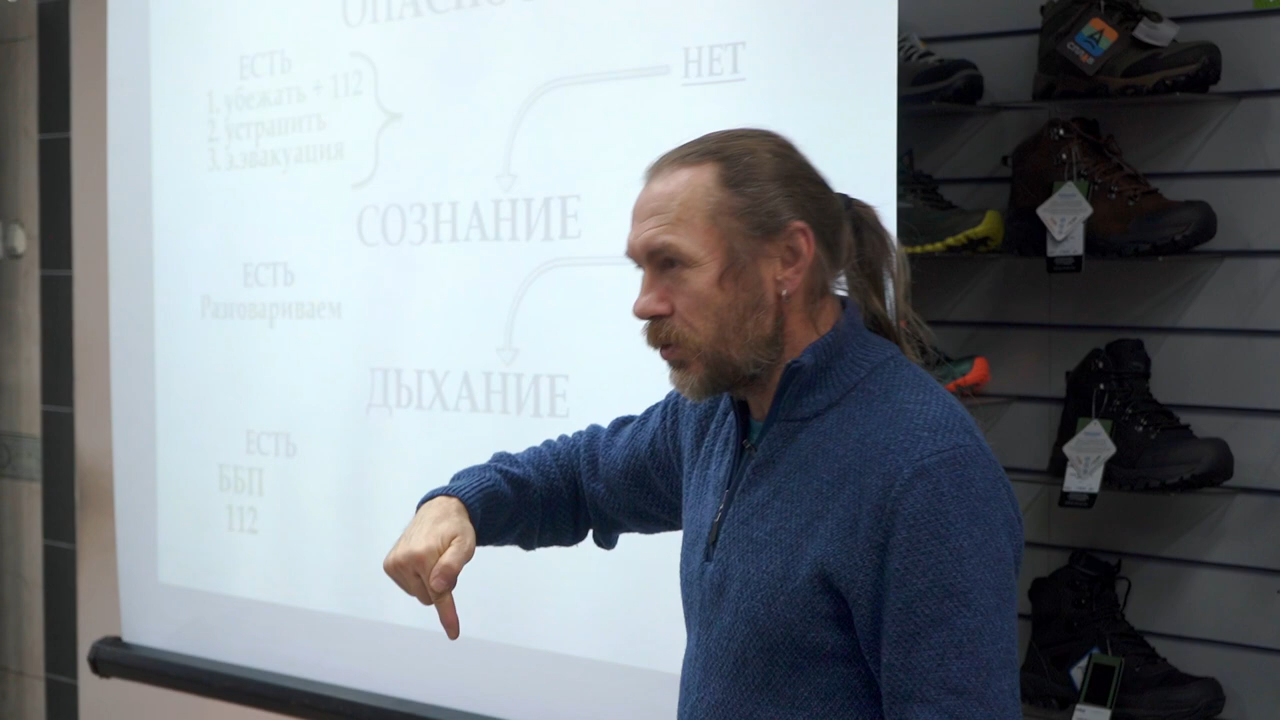 ЕСТЬ
1. убежать + 112
2. устранить
3. эвакуация
НЕТ
СОЗНАНИЕ
ЕСТЬ
Разговариваем
ДЫХАНИЕ
ЕСТЬ
ББП
112